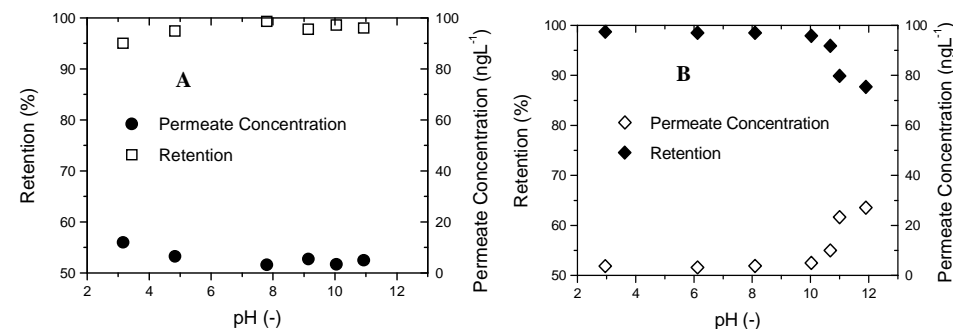 100
90
80
70
60
50
Retention (%)
A
Permeate Concentration
Retention
100
80
60
40
20
0
Permeate Concentration (ngL-1)
2 4 6 8 10 12
pH (-)
100
90
80
70
60
50
Retention (%)
B
Permeate Concentration
Retention
100
80
60
40
20
0
Permeate Concentration (ngL-1)
2 4 6 8 10 12
pH (-)